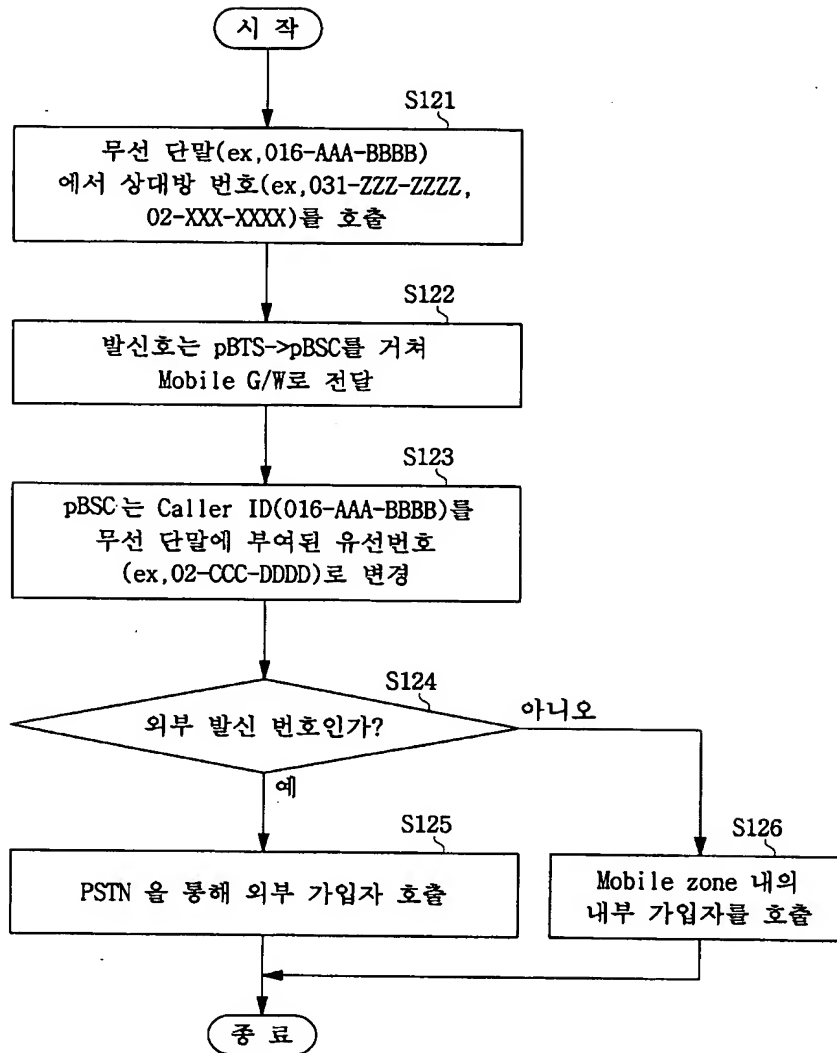 시 작
S121
무선 단말(ex,016-AAA-BBBB)
에서 상대방 번호(ex,031-ZZZ-ZZZZ,
02-XXX-XXXX)를 호출
S122
발신호는 pBTS->pBSC를 거쳐
Mobile G/W로 전달
S123
pBSC는 Caller ID(016-AAA-BBBB)를
무선 단말에 부여된 유선번호
(ex,02-CCC-DDDD)로 변경
S124
외부 발신 번호인가?
아니오
예
S125
PSTN 을 통해 외부 가입자 호출
S126
Mobile zone 내의
내부 가입자를 호출
종 료